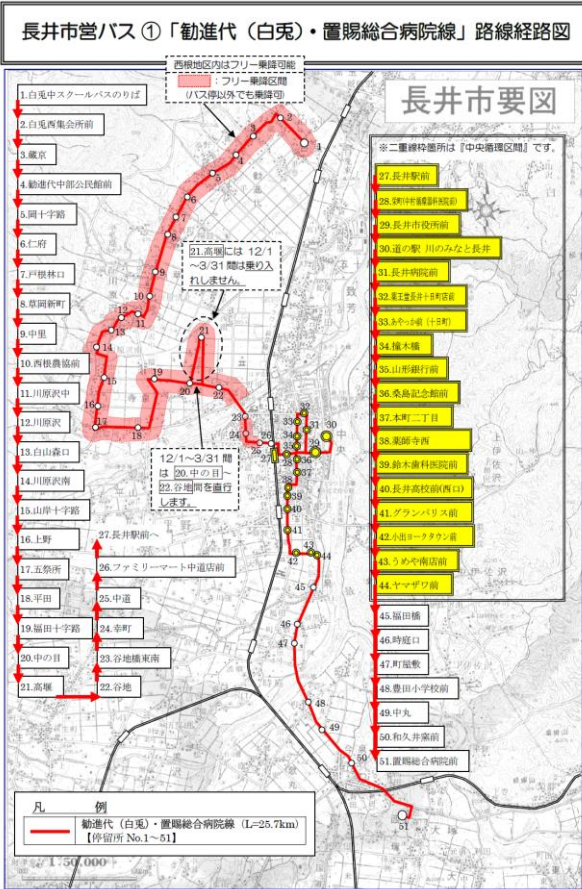 長井市営バス ①「勧進代（白兎）・置賜総合病院線」路線経路図
西根地区内はフリー乗降可能
：フリー乗降区間
（バス停以外でも乗降可）
長井市要図
※二重線枠箇所は『中央循環区間』です。
1.白兎中スクールバスのりば
2.白兎西集会所前
3.蔵京
4.勧進代中部公民館前
5.岡十字路
6.仁府
7.戸根林口
8.草岡新町
9.中里
10.西根農協前
11.川原沢中
12.川原沢
13.白山森口
14.川原沢南
15.山岸十字路
16.上野
17.五祭所
18.平田
19.福田十字路
20.中の目
21.高堰
22.谷地
23.谷地橋東南
24.幸町
25.中道
26.ファミリーマート中道店前
27.長井駅前へ
21.高堰には 12/1
～3/31 間は乗り入
れしません。
12/1～3/31 間
は 20.中の目～
22.谷地間を直行
します。
27.長井駅前
29.長井市役所前
30.道の駅 川のみなと長井
31.長井病院前
32.薬王堂長井十日町店前
33.あやっか前（十日町）
34.撞木橋
35.山形銀行前
36.桑島記念館前
37.本町二丁目
38.薬師寺西
39.鈴木歯科医院前
40.長井高校前(西口)
41.グランパリス前
42.小出ヨークタウン前
43.うめや南店前
44.ヤマザワ前
45.福田橋
46.時庭口
47.町屋敷
48.豊田小学校前
49.中丸
50.和久井窯前
51.置賜総合病院前
凡　例
勧進代（白兎）・置賜総合病院線（L=25.7km）
【停留所 No.1～51】
1:50,000